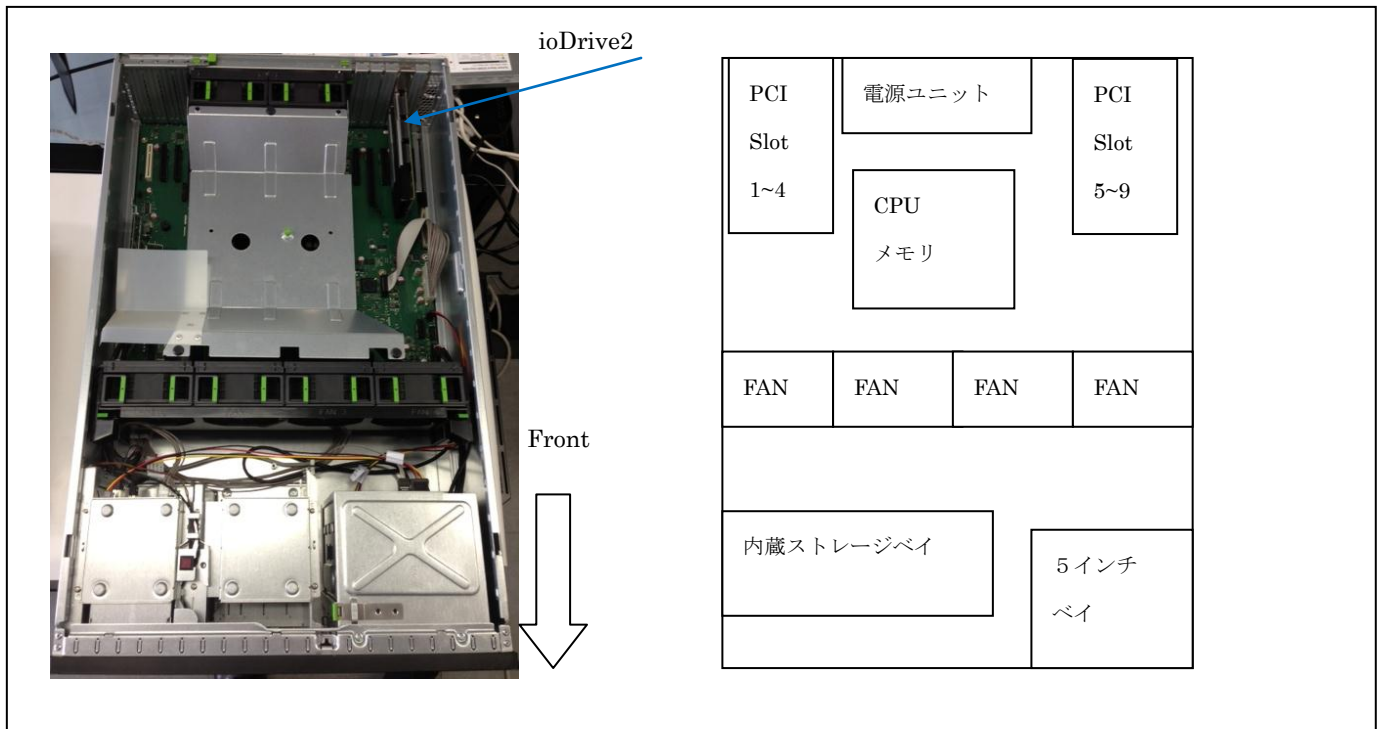 ioDrive2
Front
PCI
Slot
1~4
電源ユニット
CPU
メモリ
PCI
Slot
5~9
FAN
FAN
FAN
FAN
内蔵ストレージベイ
５インチ
ベイ